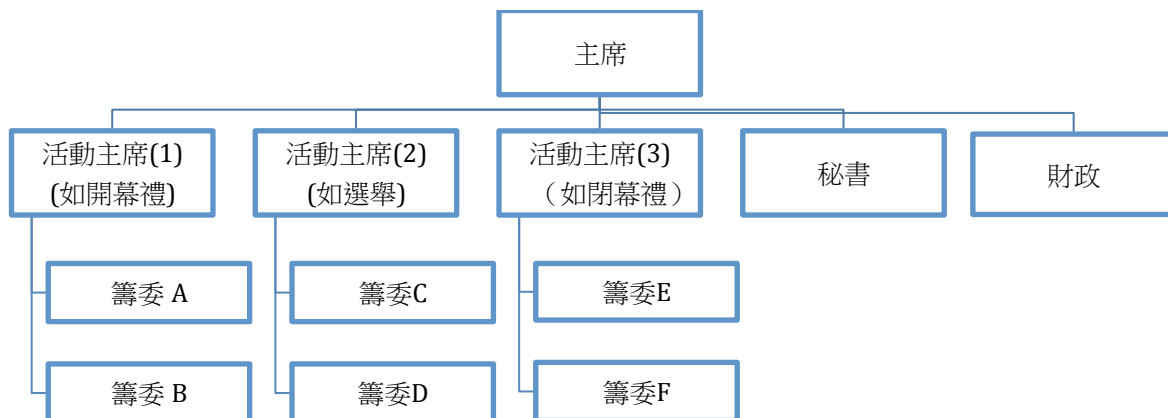 主席
活動主席(1)
(如開幕禮)
活動主席(2)
(如選舉)
活動主席(3)
（如閉幕禮）
秘書
財政
籌委 A
籌委C
籌委E
籌委 B
籌委D
籌委F